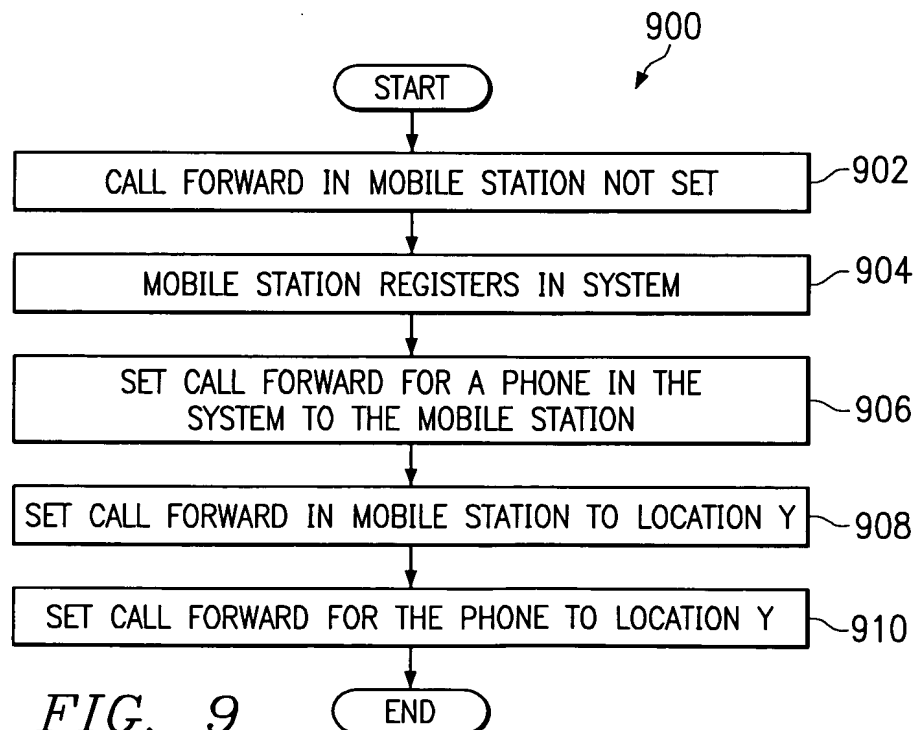 900
START
CALL FORWARD IN MOBILE STATION NOT SET
902
MOBILE STATION REGISTERS IN SYSTEM
904
SET CALL FORWARD FOR A PHONE IN THE
SYSTEM TO THE MOBILE STATION
906
SET CALL FORWARD IN MOBILE STATION TO LOCATION Y
908
SET CALL FORWARD FOR THE PHONE TO LOCATION Y
910
FIG. 9
END